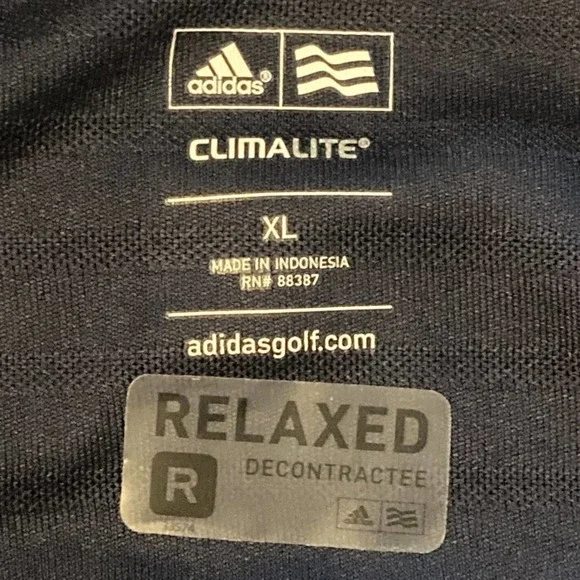 adidas®
CLIMALITE®
XL
MADE IN INDONESIA
RN# 88387
adidasgolf.com
RELAXED
DECONTRACTEE
R